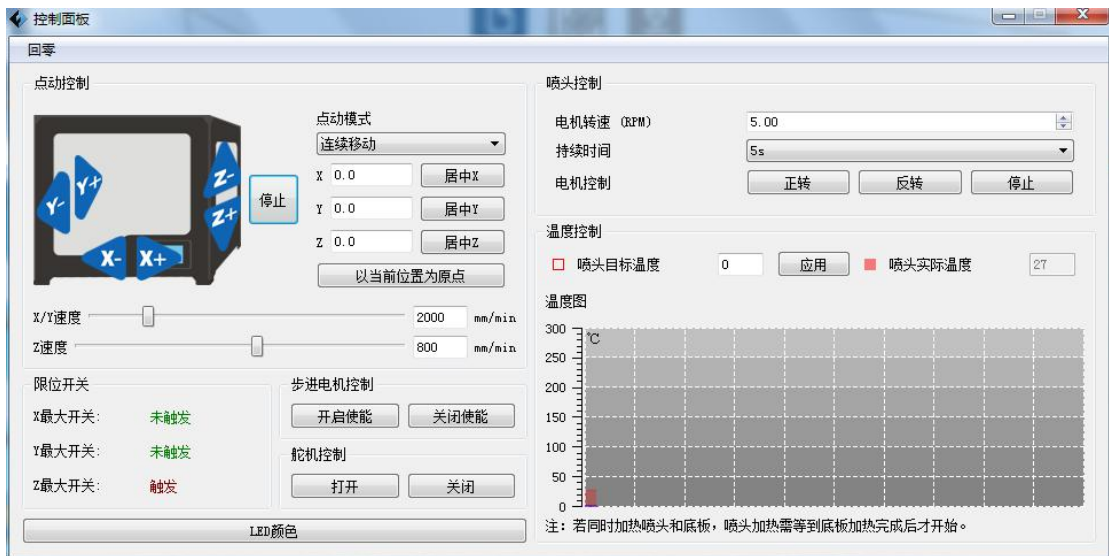 控制面板
回零
点动控制
点动模式
连续移动
X 0.0 居中X
Y 0.0 居中Y
Z 0.0 居中Z
以当前位置为原点
停止
Y- Y+
Z-
Z+
X- X+
X/Y速度 2000 mm/min
Z速度 800 mm/min
限位开关
X最大开关: 未触发
Y最大开关: 未触发
Z最大开关: 触发
步进电机控制
开启使能 关闭使能
舵机控制
打开 关闭
LED颜色
喷头控制
电机转速 (RPM) 5.00
持续时间 5s
电机控制 正转 反转 停止
温度控制
喷头目标温度 0 应用 喷头实际温度 27
温度图
℃
300
250
200
150
100
50
0
注: 若同时加热喷头和底板，喷头加热需等到底板加热完成后才开始。